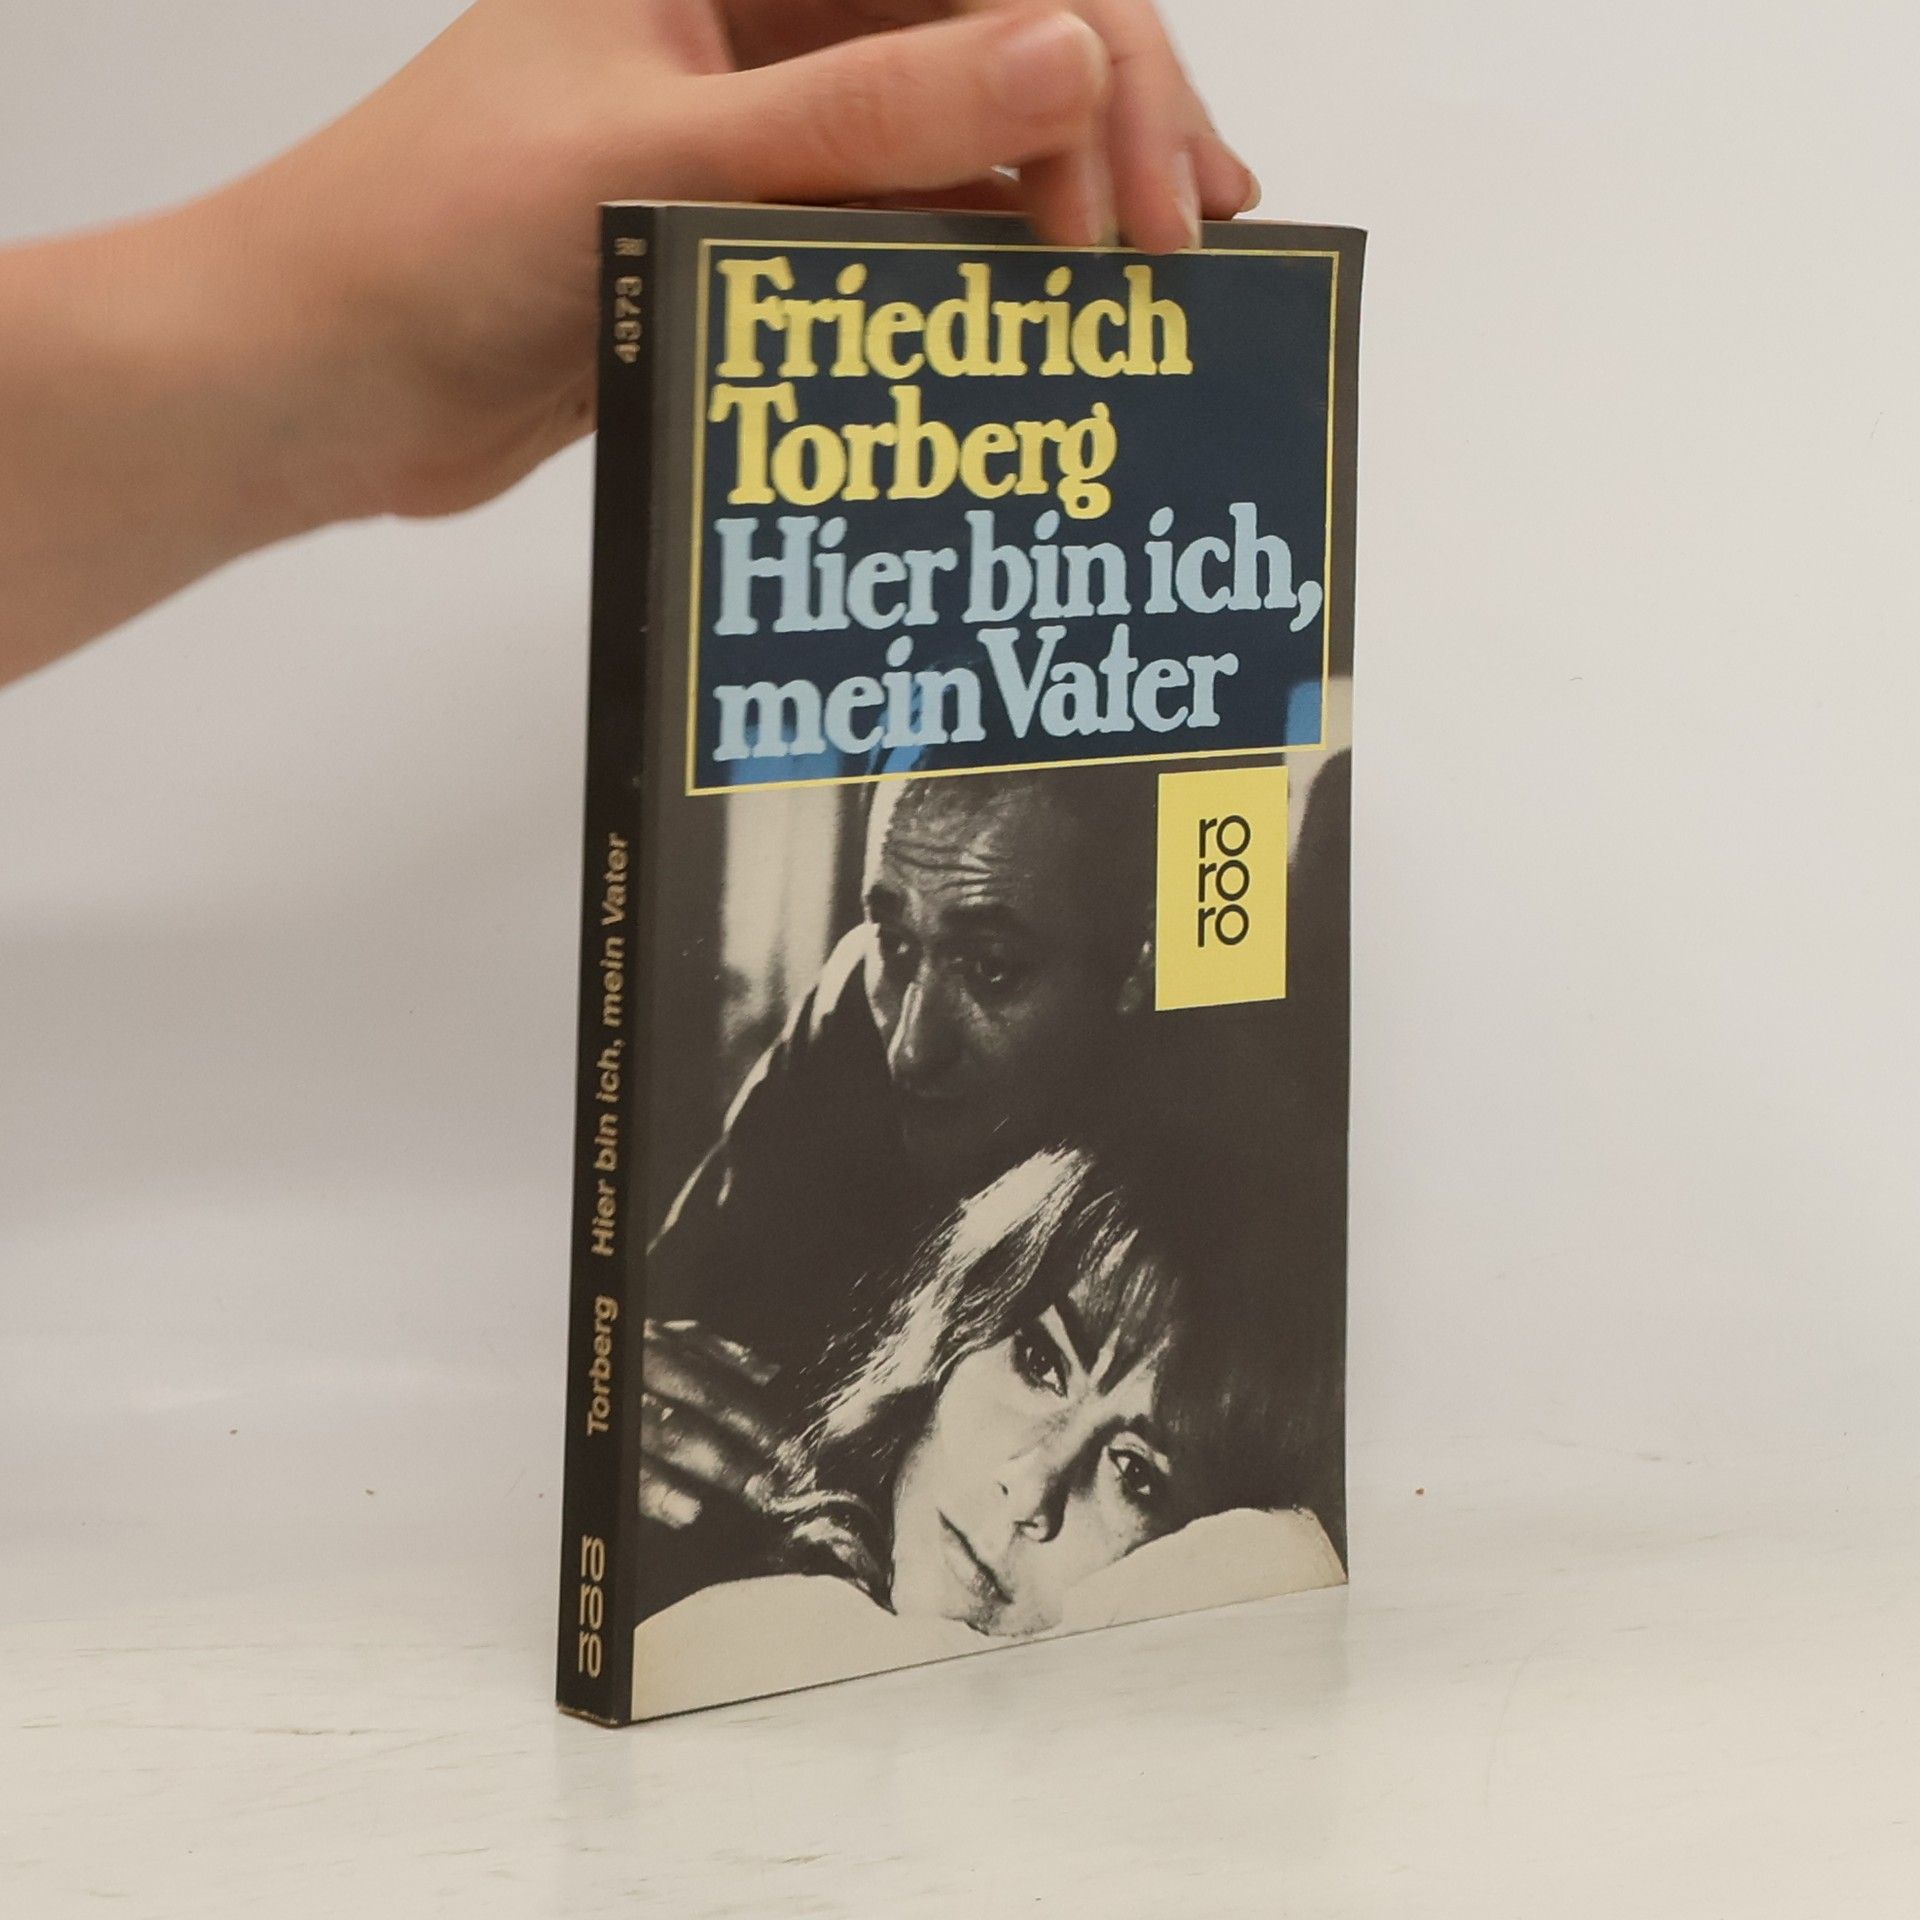 Friedrich
Torberg
Hier bin ich,
mein Vater
ro
ro
ro
4373
Torberg Hier bin ich, mein Vater
ro
ro
ro